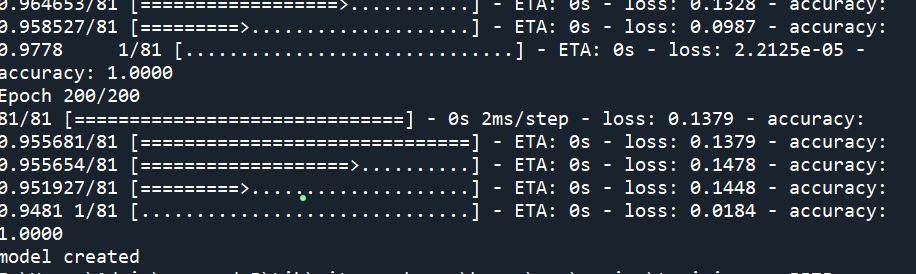 0.964653/81 [==================>...........] - ETA: 0s - loss: 0.1328 - accuracy:
0.958527/81 [=========>....................] - ETA: 0s - loss: 0.0987 - accuracy:
0.9778     1/81 [..............................] - ETA: 0s - loss: 2.2125e-05 -
accuracy: 1.0000
Epoch 200/200
81/81 [==============================] - 0s 2ms/step - loss: 0.1379 - accuracy:
0.955681/81 [==============================] - ETA: 0s - loss: 0.1379 - accuracy:
0.955654/81 [===================>..........] - ETA: 0s - loss: 0.1478 - accuracy:
0.951927/81 [=========>....................] - ETA: 0s - loss: 0.1448 - accuracy:
0.9481 1/81 [..............................] - ETA: 0s - loss: 0.0184 - accuracy:
1.0000
model created